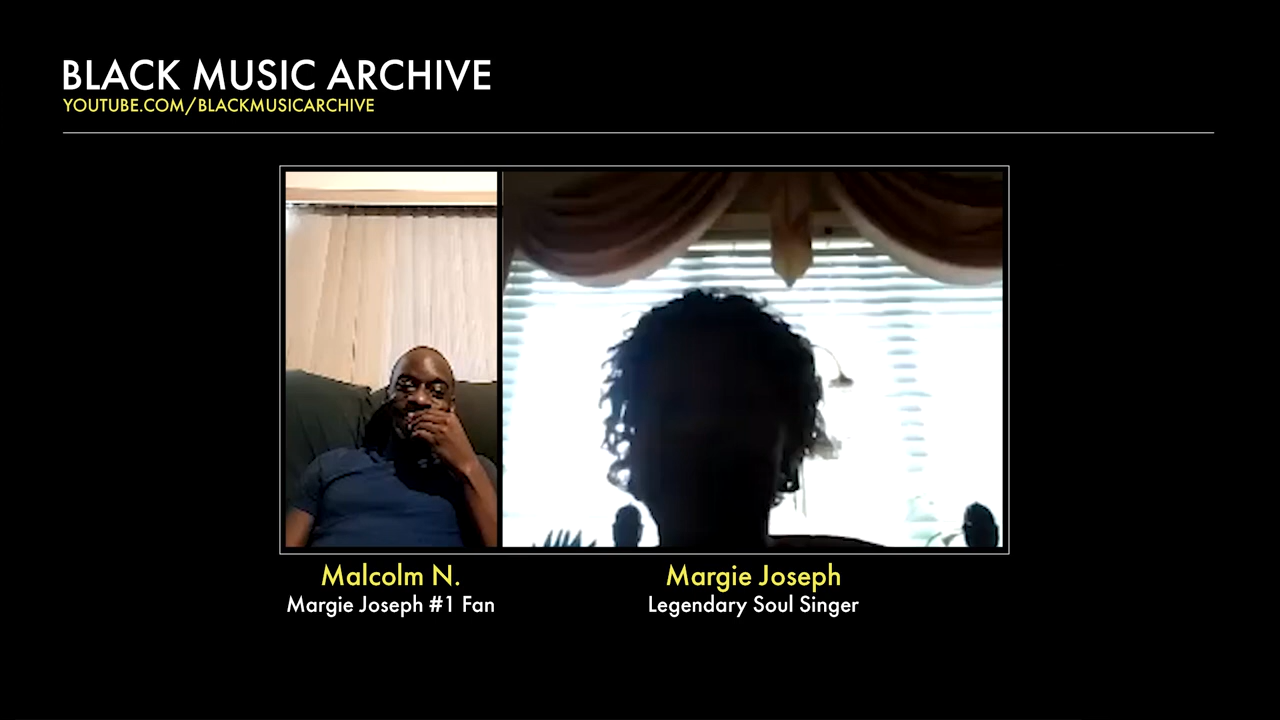 BLACK MUSIC ARCHIVE
YOUTUBE.COM/BLACKMUSICARCHIVE
Malcolm N.
Margie Joseph #1 Fan
Margie Joseph
Legendary Soul Singer